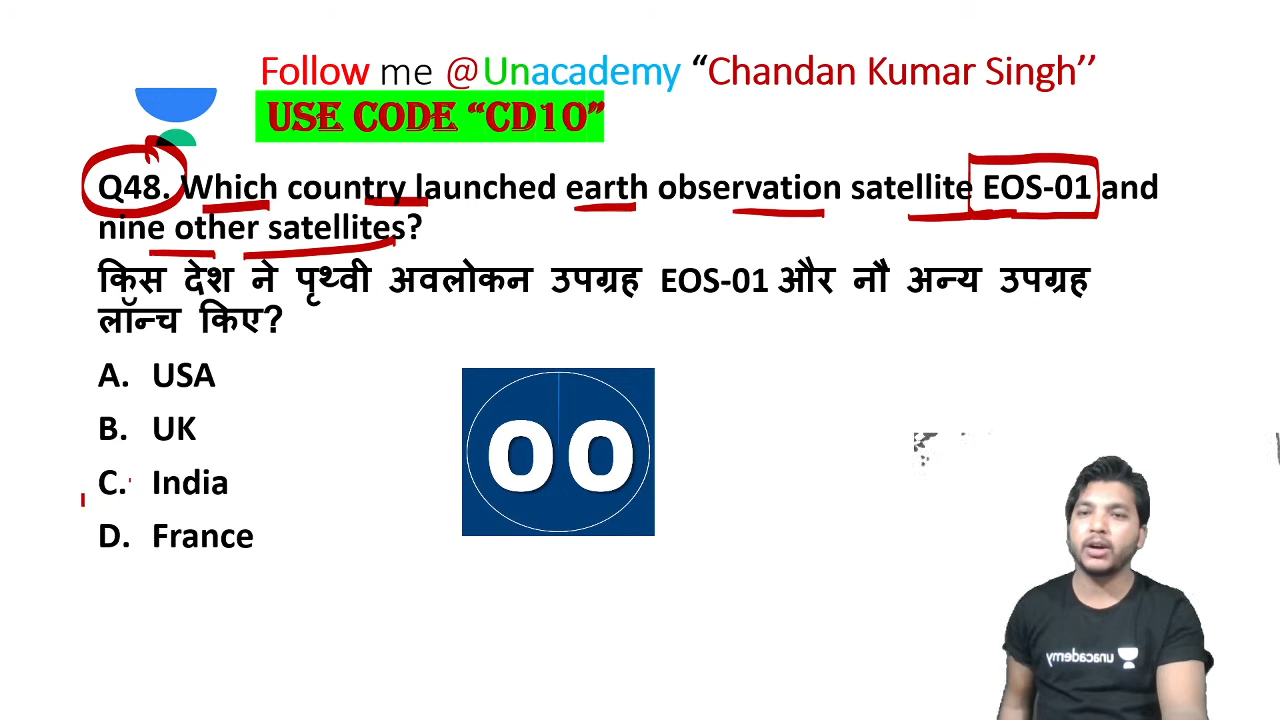 Follow me @Unacademy “Chandan Kumar Singh’’
USE CODE “CD10”
Q48. Which country launched earth observation satellite EOS-01 and
nine other satellites?
किस देश ने पृथ्वी अवलोकन उपग्रह EOS-01 और नौ अन्य उपग्रह
लॉन्च किए?
A. USA
B. UK
C. India
D. France
00
unacademy